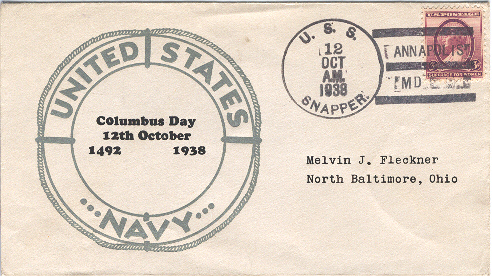 UNITED STATES
NAVY
Columbus Day
12th October
1492 1938
U. S. S.
12
OCT
A.M.
1938
SNAPPER.
ANNAPOLIS
MD
U.S. POSTAGE
Melvin J. Fleckner
North Baltimore, Ohio